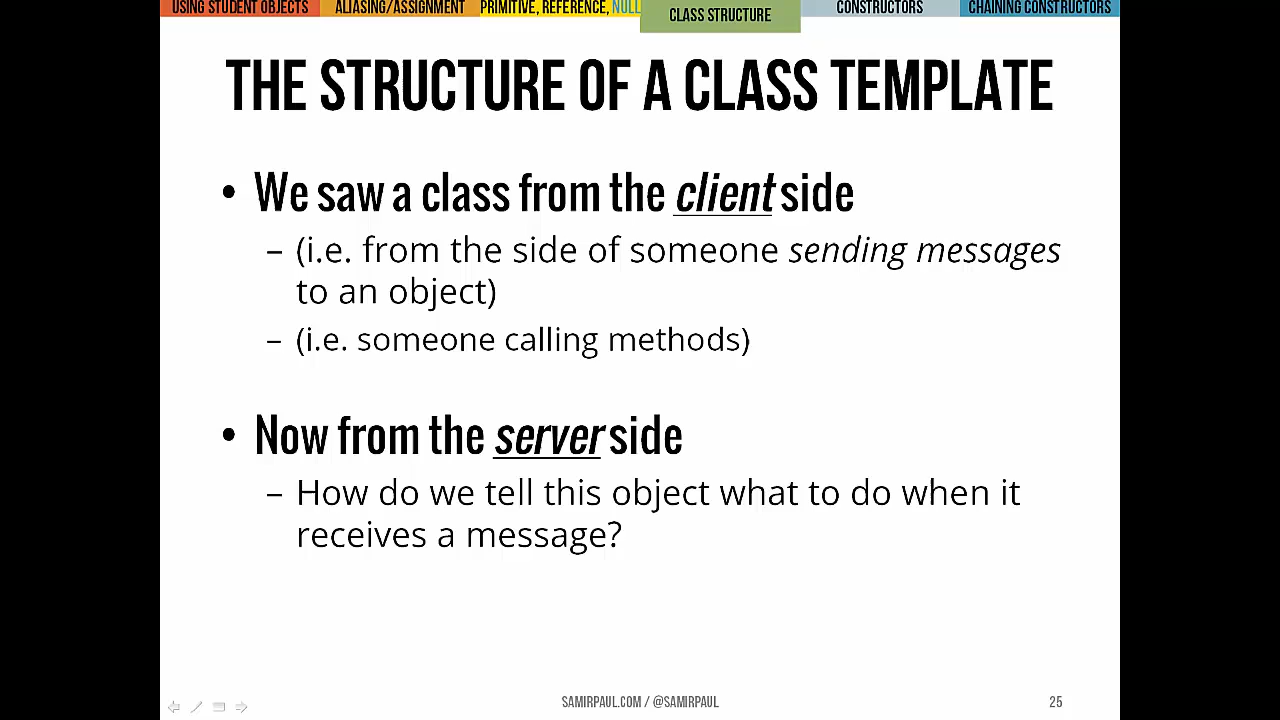 USING STUDENT OBJECTS
ALIASING/ASSIGNMENT
PRIMITIVE, REFERENCE, NULL
CLASS STRUCTURE
CONSTRUCTORS
CHAINING CONSTRUCTORS
THE STRUCTURE OF A CLASS TEMPLATE
• We saw a class from the client side
– (i.e. from the side of someone sending messages
to an object)
– (i.e. someone calling methods)
• Now from the server side
– How do we tell this object what to do when it
receives a message?
SAMIRPAUL.COM / @SAMIRPAUL
25